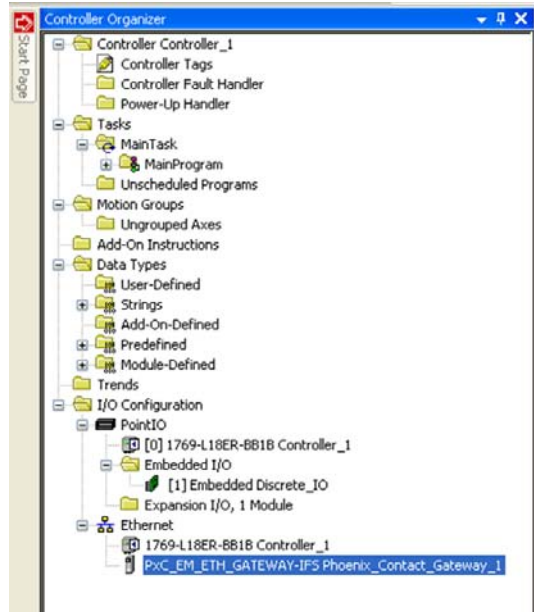 Controller Organizer
Start Page
Controller Controller_1
Controller Tags
Controller Fault Handler
Power-Up Handler
Tasks
MainTask
MainProgram
Unscheduled Programs
Motion Groups
Ungrouped Axes
Add-On Instructions
Data Types
User-Defined
Strings
Add-On-Defined
Predefined
Module-Defined
Trends
I/O Configuration
PointIO
[0] 1769-L18ER-BB1B Controller_1
Embedded I/O
[1] Embedded Discrete_IO
Expansion I/O, 1 Module
Ethernet
1769-L18ER-BB1B Controller_1
PxC_EM_ETH_GATEWAY-IFS Phoenix_Contact_Gateway_1